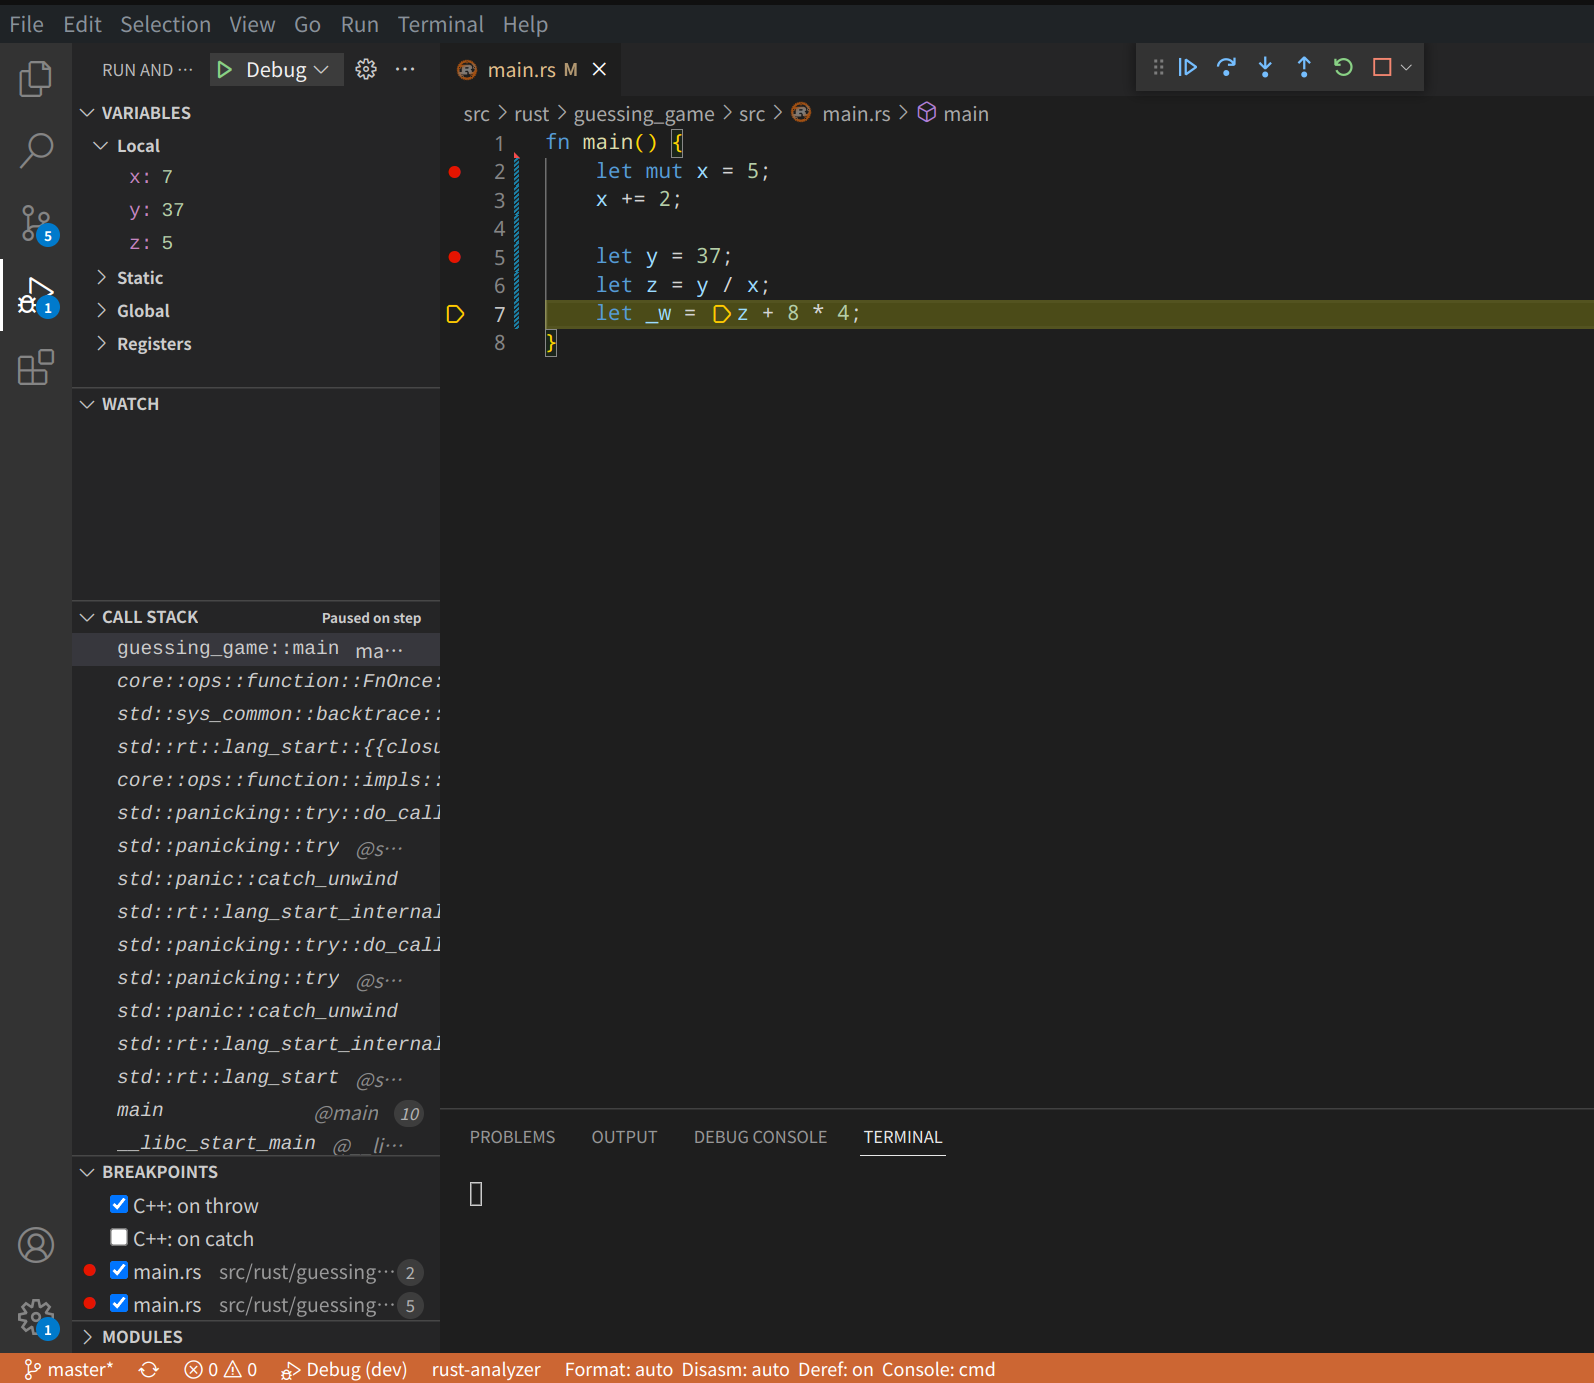 File Edit Selection View Go Run Terminal Help
RUN AND ··· Debug ···
VARIABLES
Local
x: 7
y: 37
z: 5
Static
Global
Registers
WATCH
CALL STACK Paused on step
guessing_game::main ma···
core::ops::function::FnOnce:
std::sys_common::backtrace::
std::rt::lang_start::{{closu
core::ops::function::impls::
std::panicking::try::do_call
std::panicking::try @s···
std::panic::catch_unwind
std::rt::lang_start_internal
std::panicking::try::do_call
std::panicking::try @s···
std::panic::catch_unwind
std::rt::lang_start_internal
std::rt::lang_start @s···
main @main 10
__libc_start_main @__li···
BREAKPOINTS
C++: on throw
C++: on catch
main.rs src/rust/guessing··· 2
main.rs src/rust/guessing··· 5
MODULES
5
1
1
main.rs M
src > rust > guessing_game > src > main.rs > main
1 fn main() {
2 let mut x = 5;
3 x += 2;
4
5 let y = 37;
6 let z = y / x;
7 let _w = z + 8 * 4;
8 }
PROBLEMS OUTPUT DEBUG CONSOLE TERMINAL
master* 0 0 Debug (dev) rust-analyzer Format: auto Disasm: auto Deref: on Console: cmd